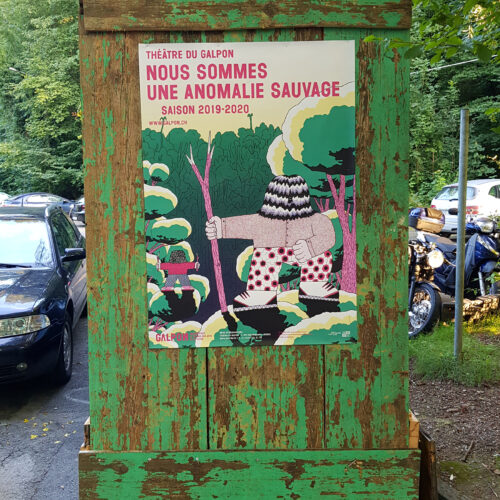 THÉÂTRE DU GALPON
NOUS SOMMES
UNE ANOMALIE SAUVAGE
SAISON 2019-2020
WWW.GALPON.CH
GALPON